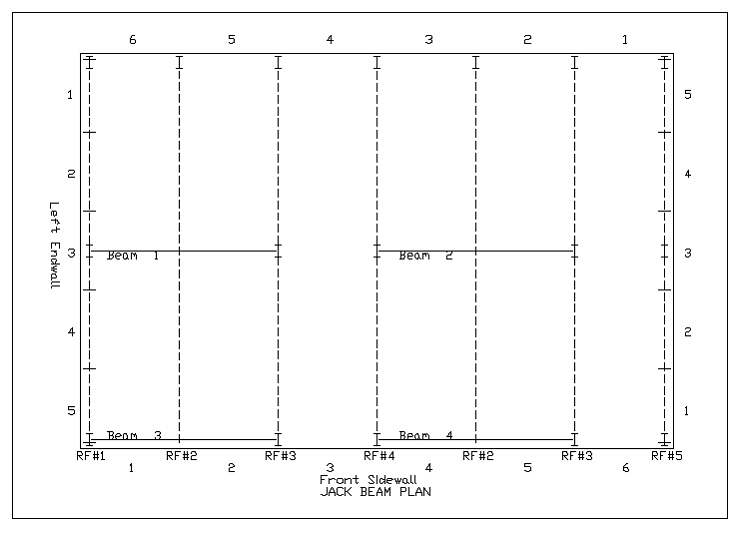 6 5 4 3 2 1
1 5
2 4
Left Endwall
3 Beam 1 Beam 2 3
4 2
5 1
Beam 3 Beam 4
RF#1 RF#2 RF#3 RF#4 RF#2 RF#3 RF#5
1 2 3 4 5 6
Front Sidewall
JACK BEAM PLAN